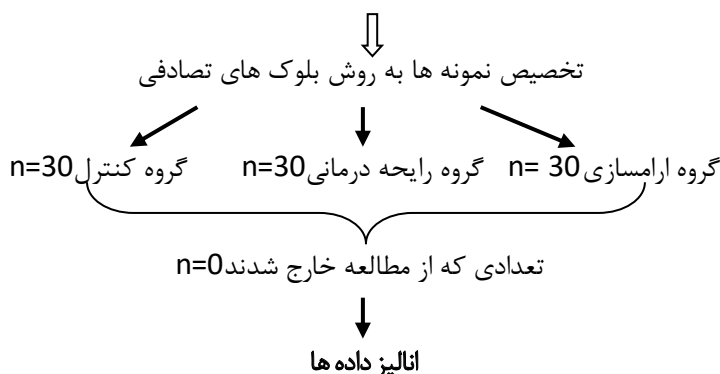 تخصیص نمونه ها به روش بلوک های تصادفی
گروه ارامسازی n= 30
گروه رایحه درمانی n=30
گروه کنترل n=30
تعدادی که از مطالعه خارج شدند n=0
انالیز داده ها